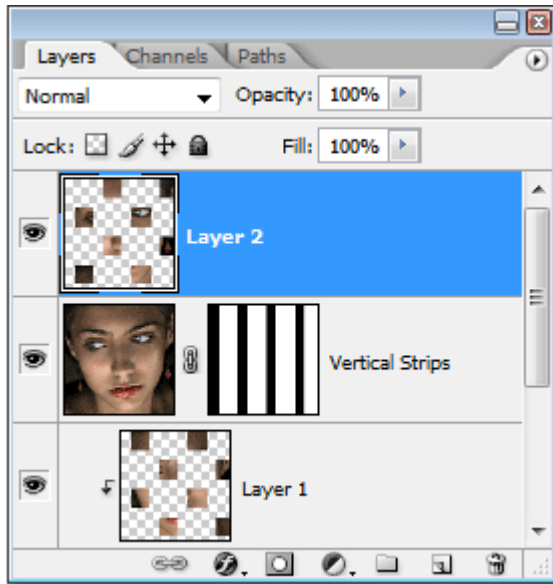 Layers Channels Paths
Normal Opacity: 100%
Lock: Fill: 100%
Layer 2
Vertical Strips
Layer 1